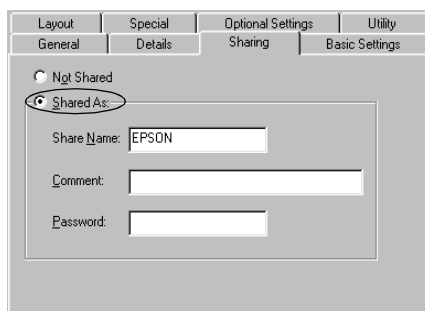 Layout Special Optional Settings Utility
General Details Sharing Basic Settings
Not Shared
Shared As:
Share Name: EPSON
Comment:
Password: